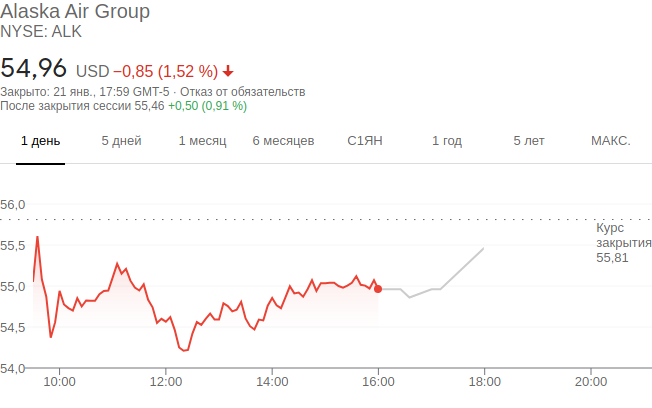 Alaska Air Group
NYSE: ALK
54,96 USD −0,85 (1,52 %)
Закрыто: 21 янв., 17:59 GMT-5 · Отказ от обязательств
После закрытия сессии 55,46 +0,50 (0,91 %)
1 день 5 дней 1 месяц 6 месяцев С1ЯН 1 год 5 лет МАКС.
56,0
Курс
закрытия
55,81
55,5
55,0
54,5
54,0
10:00 12:00 14:00 16:00 18:00 20:00